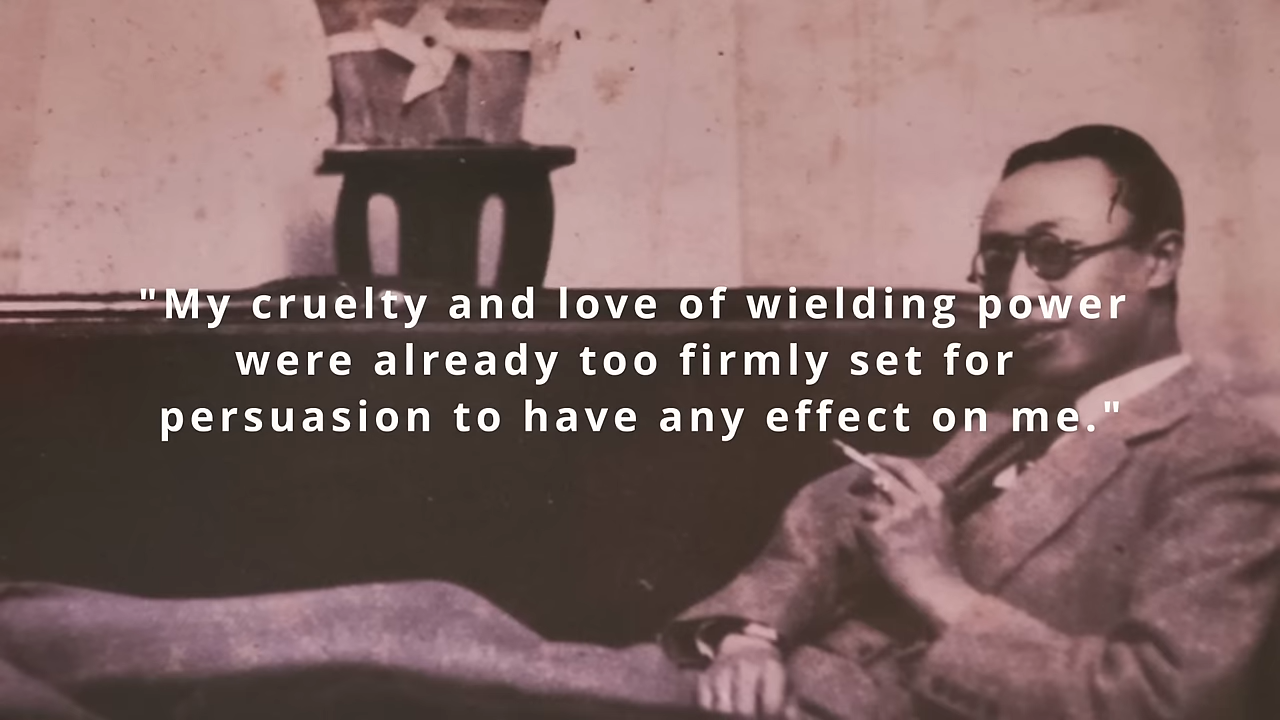 "My cruelty and love of wielding power
were already too firmly set for
persuasion to have any effect on me."